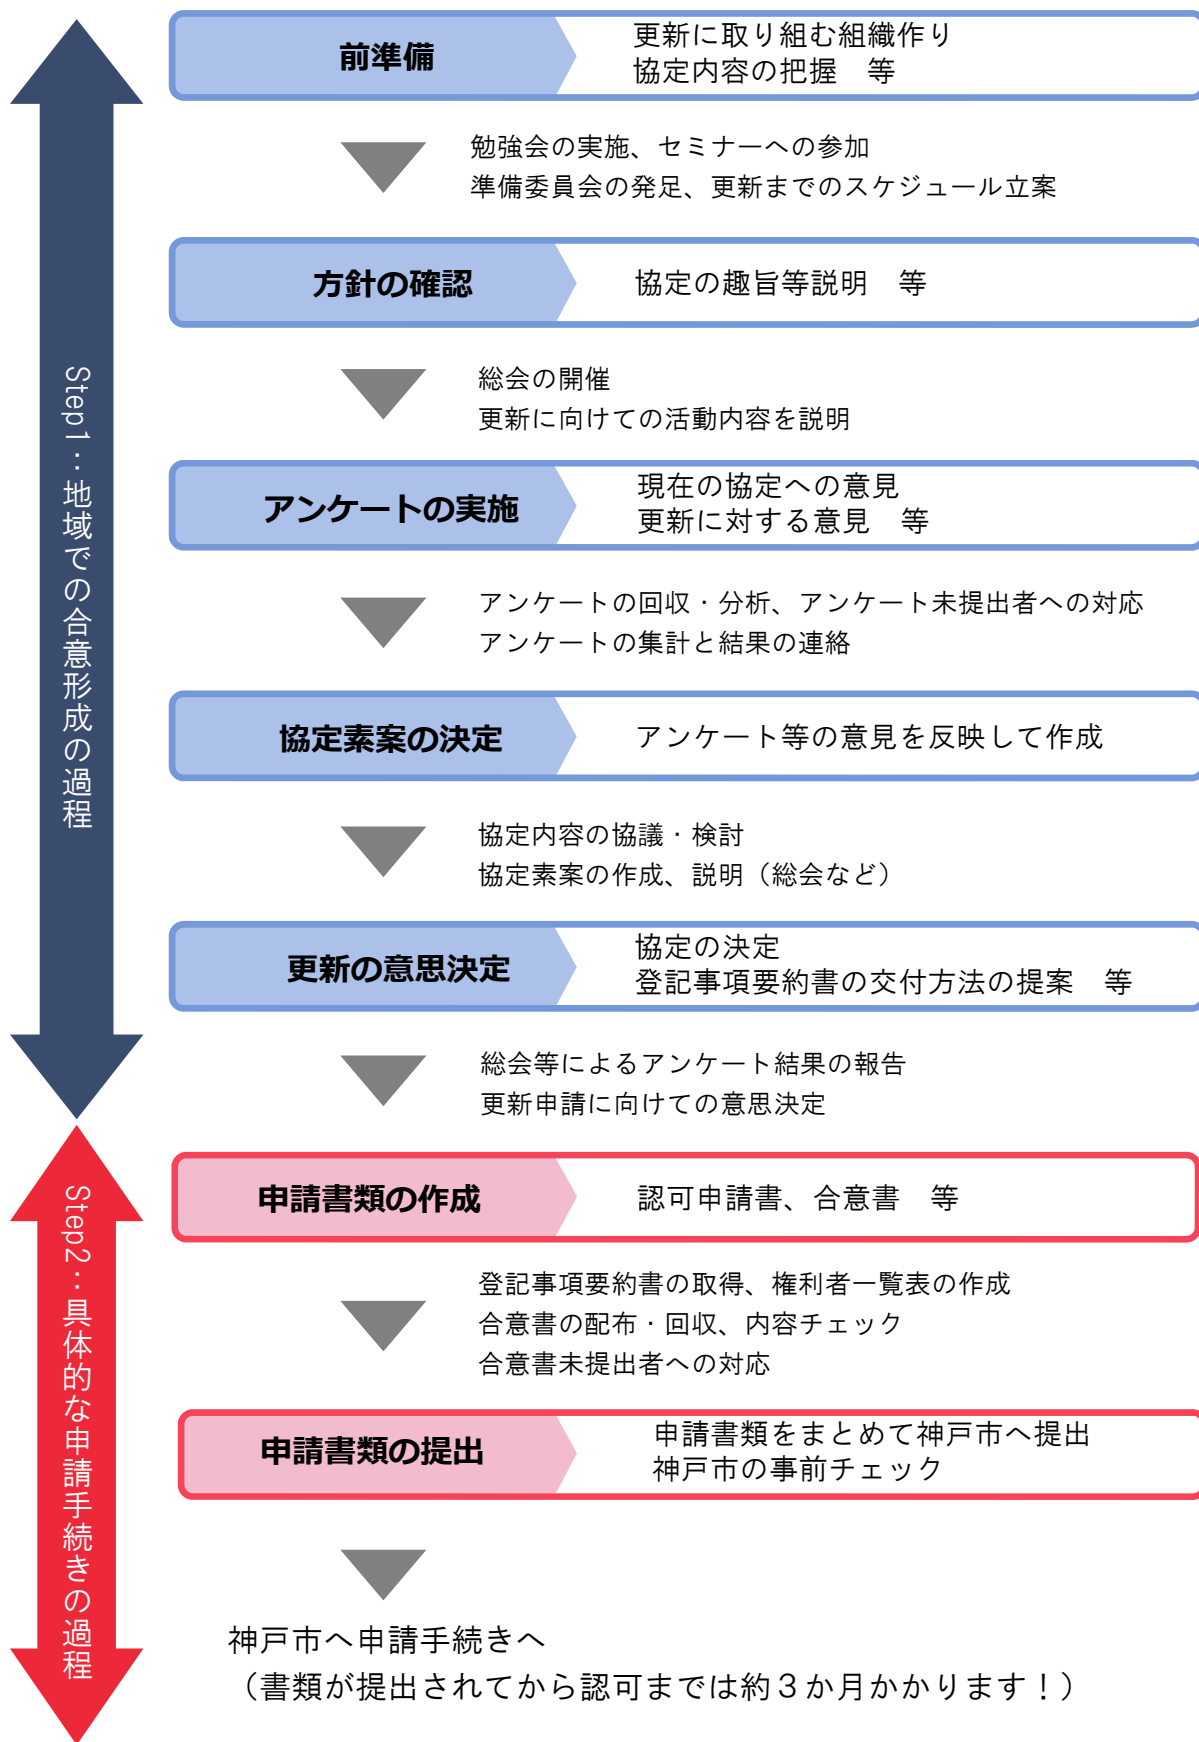 前準備
更新に取り組む組織作り
協定内容の把握　等
勉強会の実施、セミナーへの参加
準備委員会の発足、更新までのスケジュール立案
方針の確認
協定の趣旨等説明　等
総会の開催
更新に向けての活動内容を説明
アンケートの実施
現在の協定への意見
更新に対する意見　等
アンケートの回収・分析、アンケート未提出者への対応
アンケートの集計と結果の連絡
協定素案の決定
アンケート等の意見を反映して作成
協定内容の協議・検討
協定素案の作成、説明（総会など）
更新の意思決定
協定の決定
登記事項要約書の交付方法の提案　等
総会等によるアンケート結果の報告
更新申請に向けての意思決定
Step1：地域での合意形成の過程
申請書類の作成
認可申請書、合意書　等
登記事項要約書の取得、権利者一覧表の作成
合意書の配布・回収、内容チェック
合意書未提出者への対応
申請書類の提出
申請書類をまとめて神戸市へ提出
神戸市の事前チェック
Step2：具体的な申請手続きの過程
神戸市へ申請手続きへ
（書類が提出されてから認可までは約３か月かかります！）